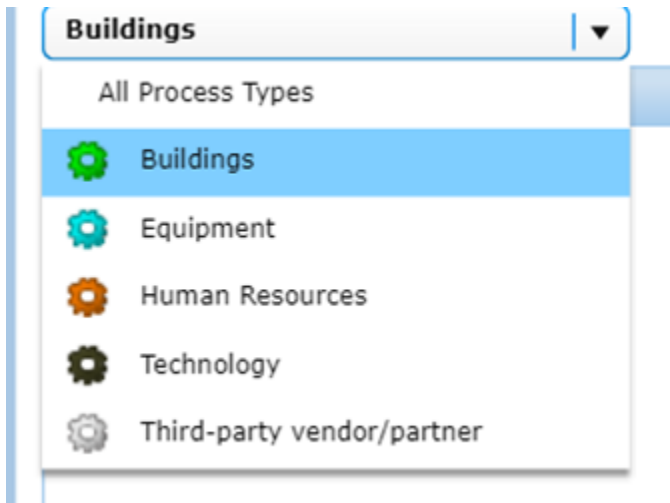 Buildings
All Process Types
Buildings
Equipment
Human Resources
Technology
Third-party vendor/partner